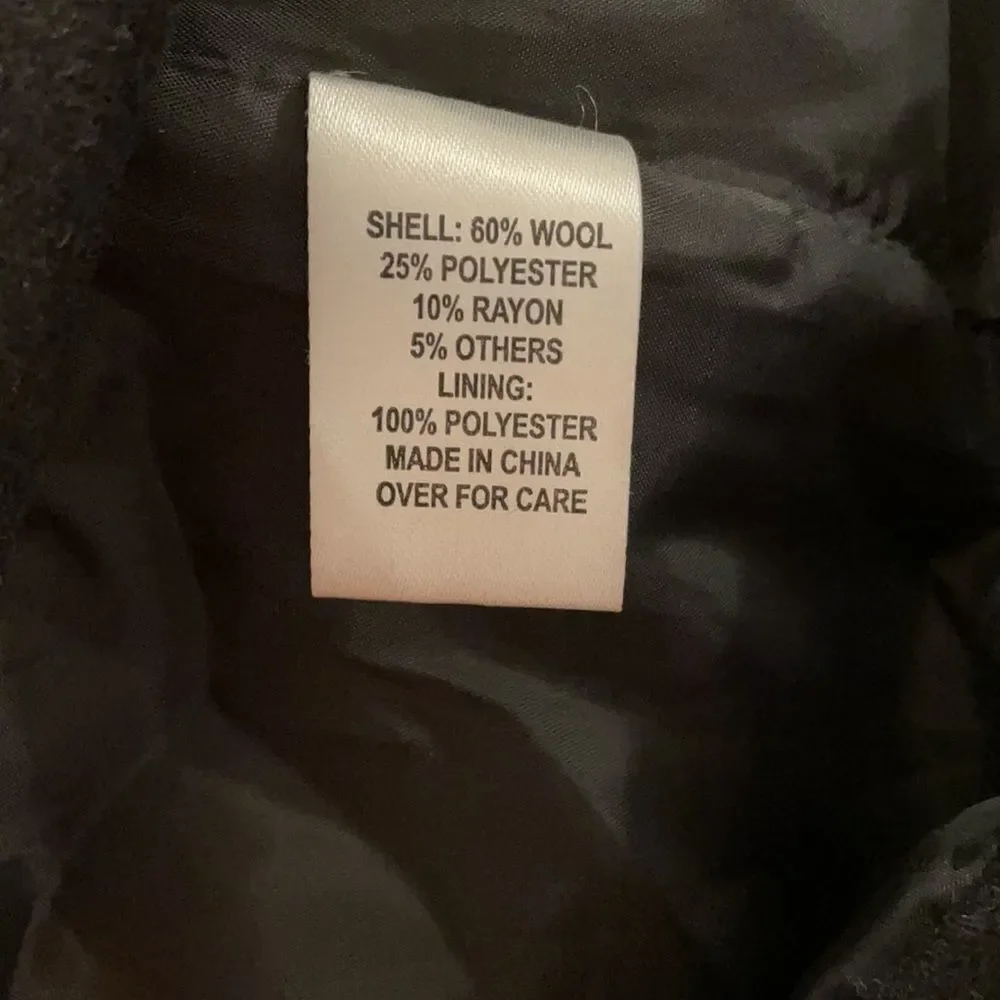 SHELL: 60% WOOL
25% POLYESTER
10% RAYON
5% OTHERS
LINING:
100% POLYESTER
MADE IN CHINA
OVER FOR CARE